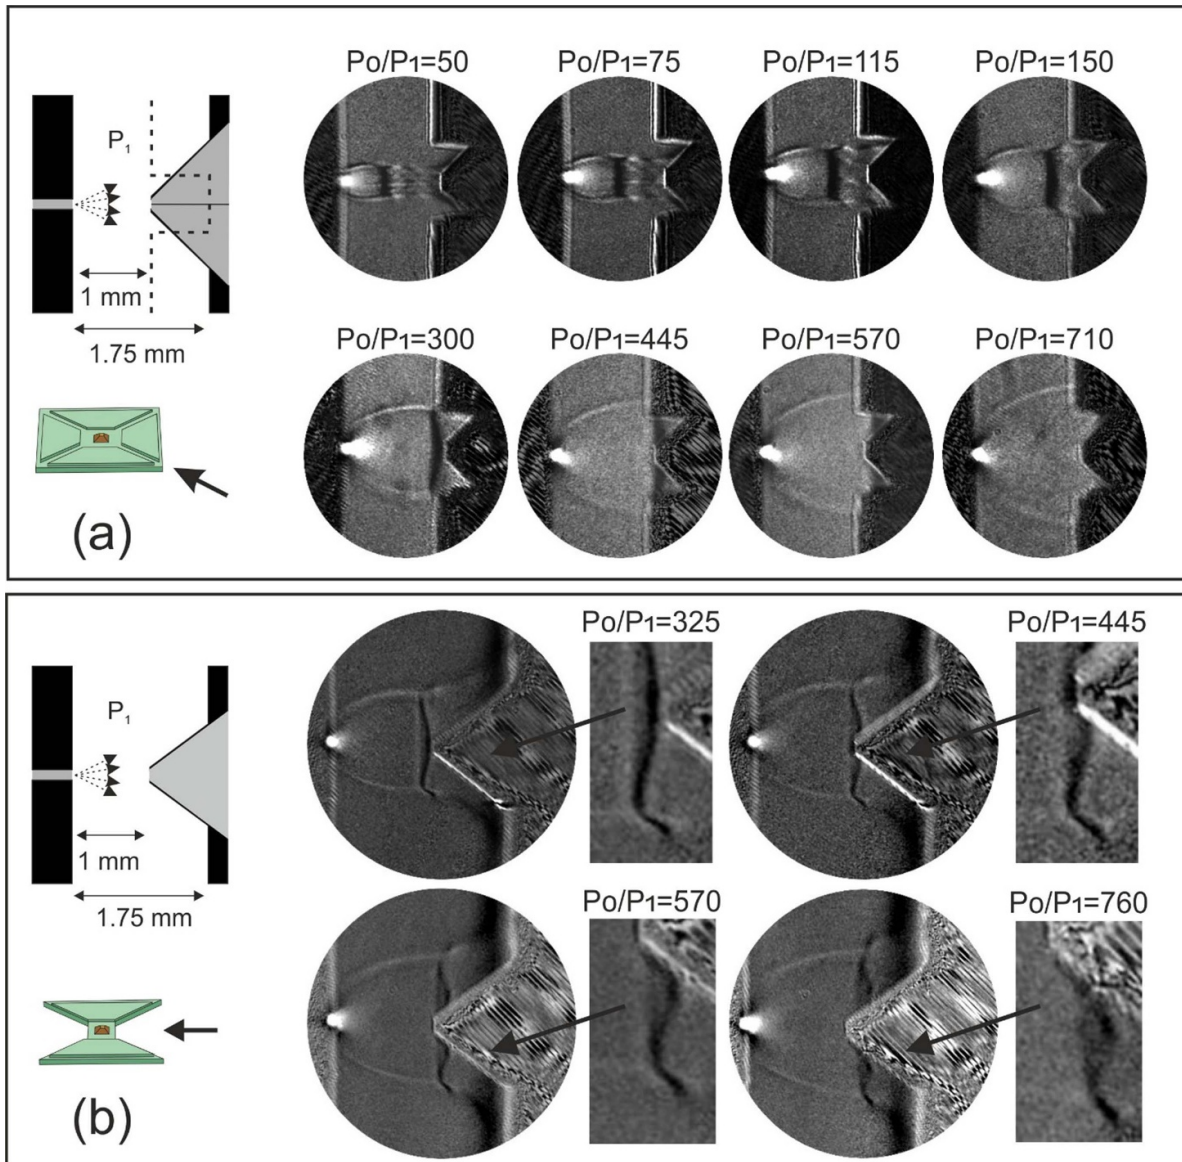 Po/P1=50 Po/P1=75 Po/P1=115 Po/P1=150
P1
1 mm
1.75 mm
Po/P1=300 Po/P1=445 Po/P1=570 Po/P1=710
(a)
Po/P1=325 Po/P1=445
P1
1 mm
1.75 mm
Po/P1=570 Po/P1=760
(b)